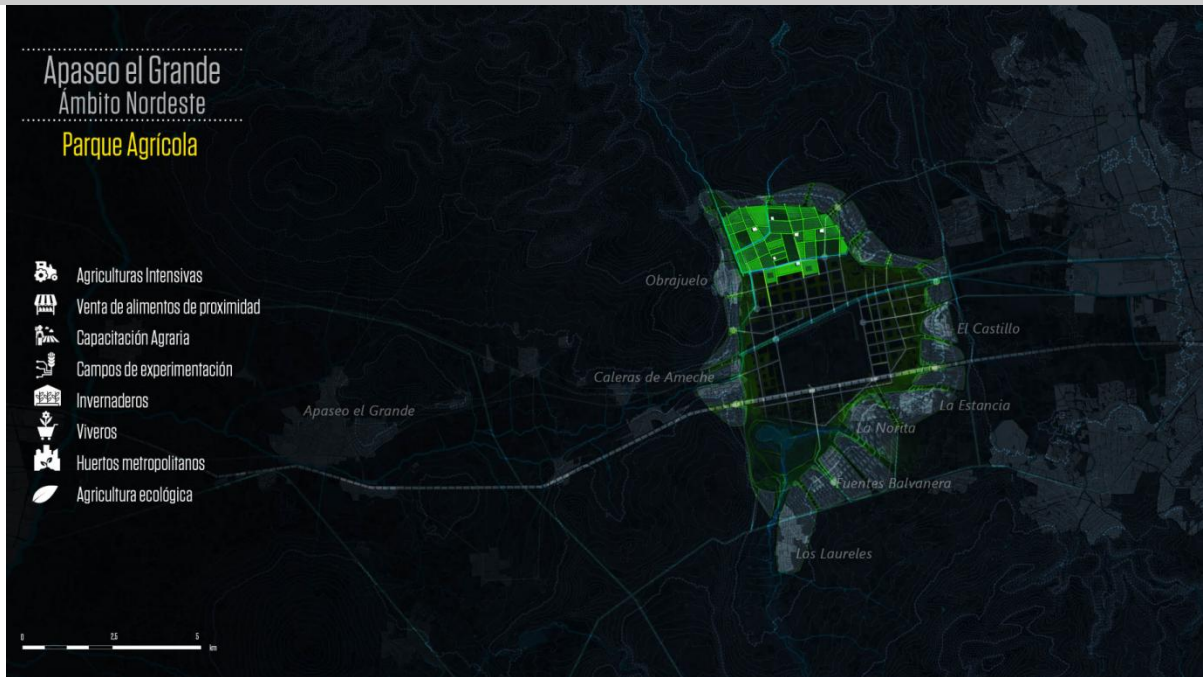 Apaseo el Grande
Ámbito Nordeste
Parque Agrícola
Agriculturas Intensivas
Venta de alimentos de proximidad
Capacitación Agraria
Campos de experimentación
Invernaderos
Viveros
Huertos metropolitanos
Agricultura ecológica
Obrajuelo
El Castillo
Caleras de Ameche
La Estancia
Apaseo el Grande
La Norita
Fuentes Balvanera
Los Laureles
0 2,5 5
km